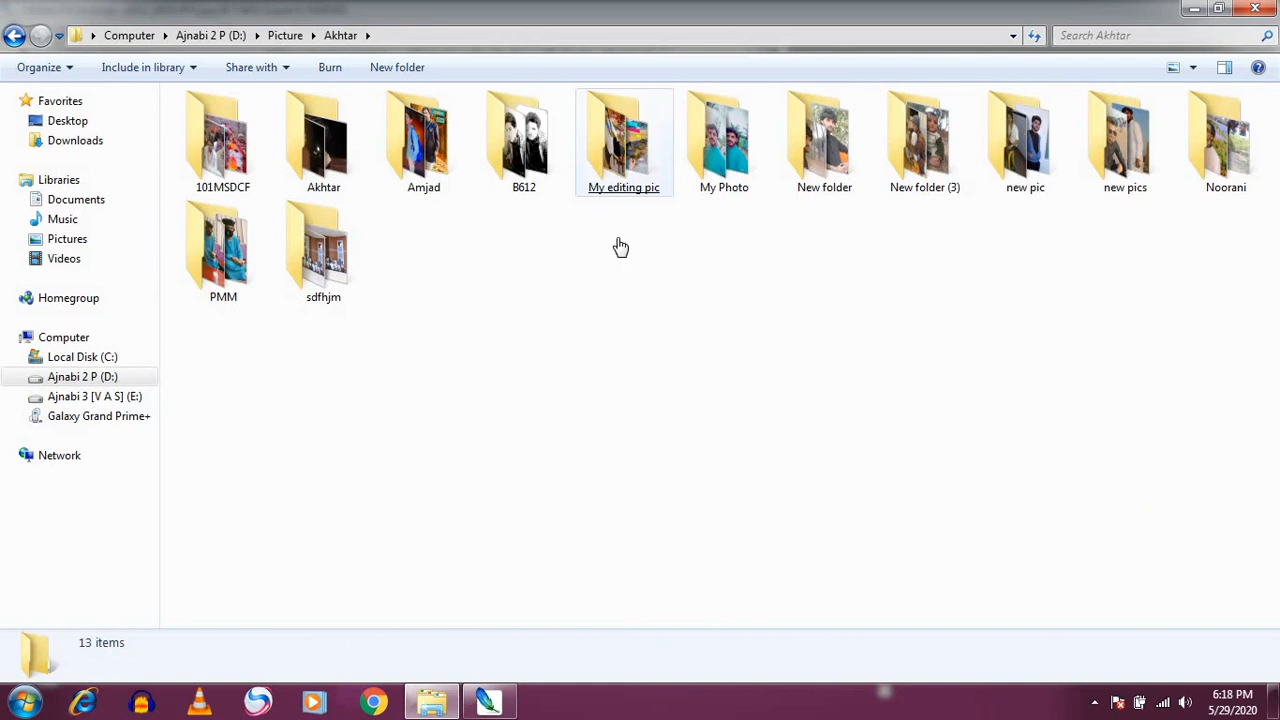 Computer Ajnabi 2 P (D:) Picture Akhtar
Search Akhtar
Organize Include in library Share with Burn New folder
Favorites
Desktop
Downloads
Libraries
Documents
Music
Pictures
Videos
Homegroup
Computer
Local Disk (C:)
Ajnabi 2 P (D:)
Ajnabi 3 [V A S] (E:)
Galaxy Grand Prime+
Network
101MSDCF Akhtar Amjad B612 My editing pic My Photo New folder New folder (3) new pic new pics Noorani
PMM sdfhjm
13 items
6:18 PM
5/29/2020